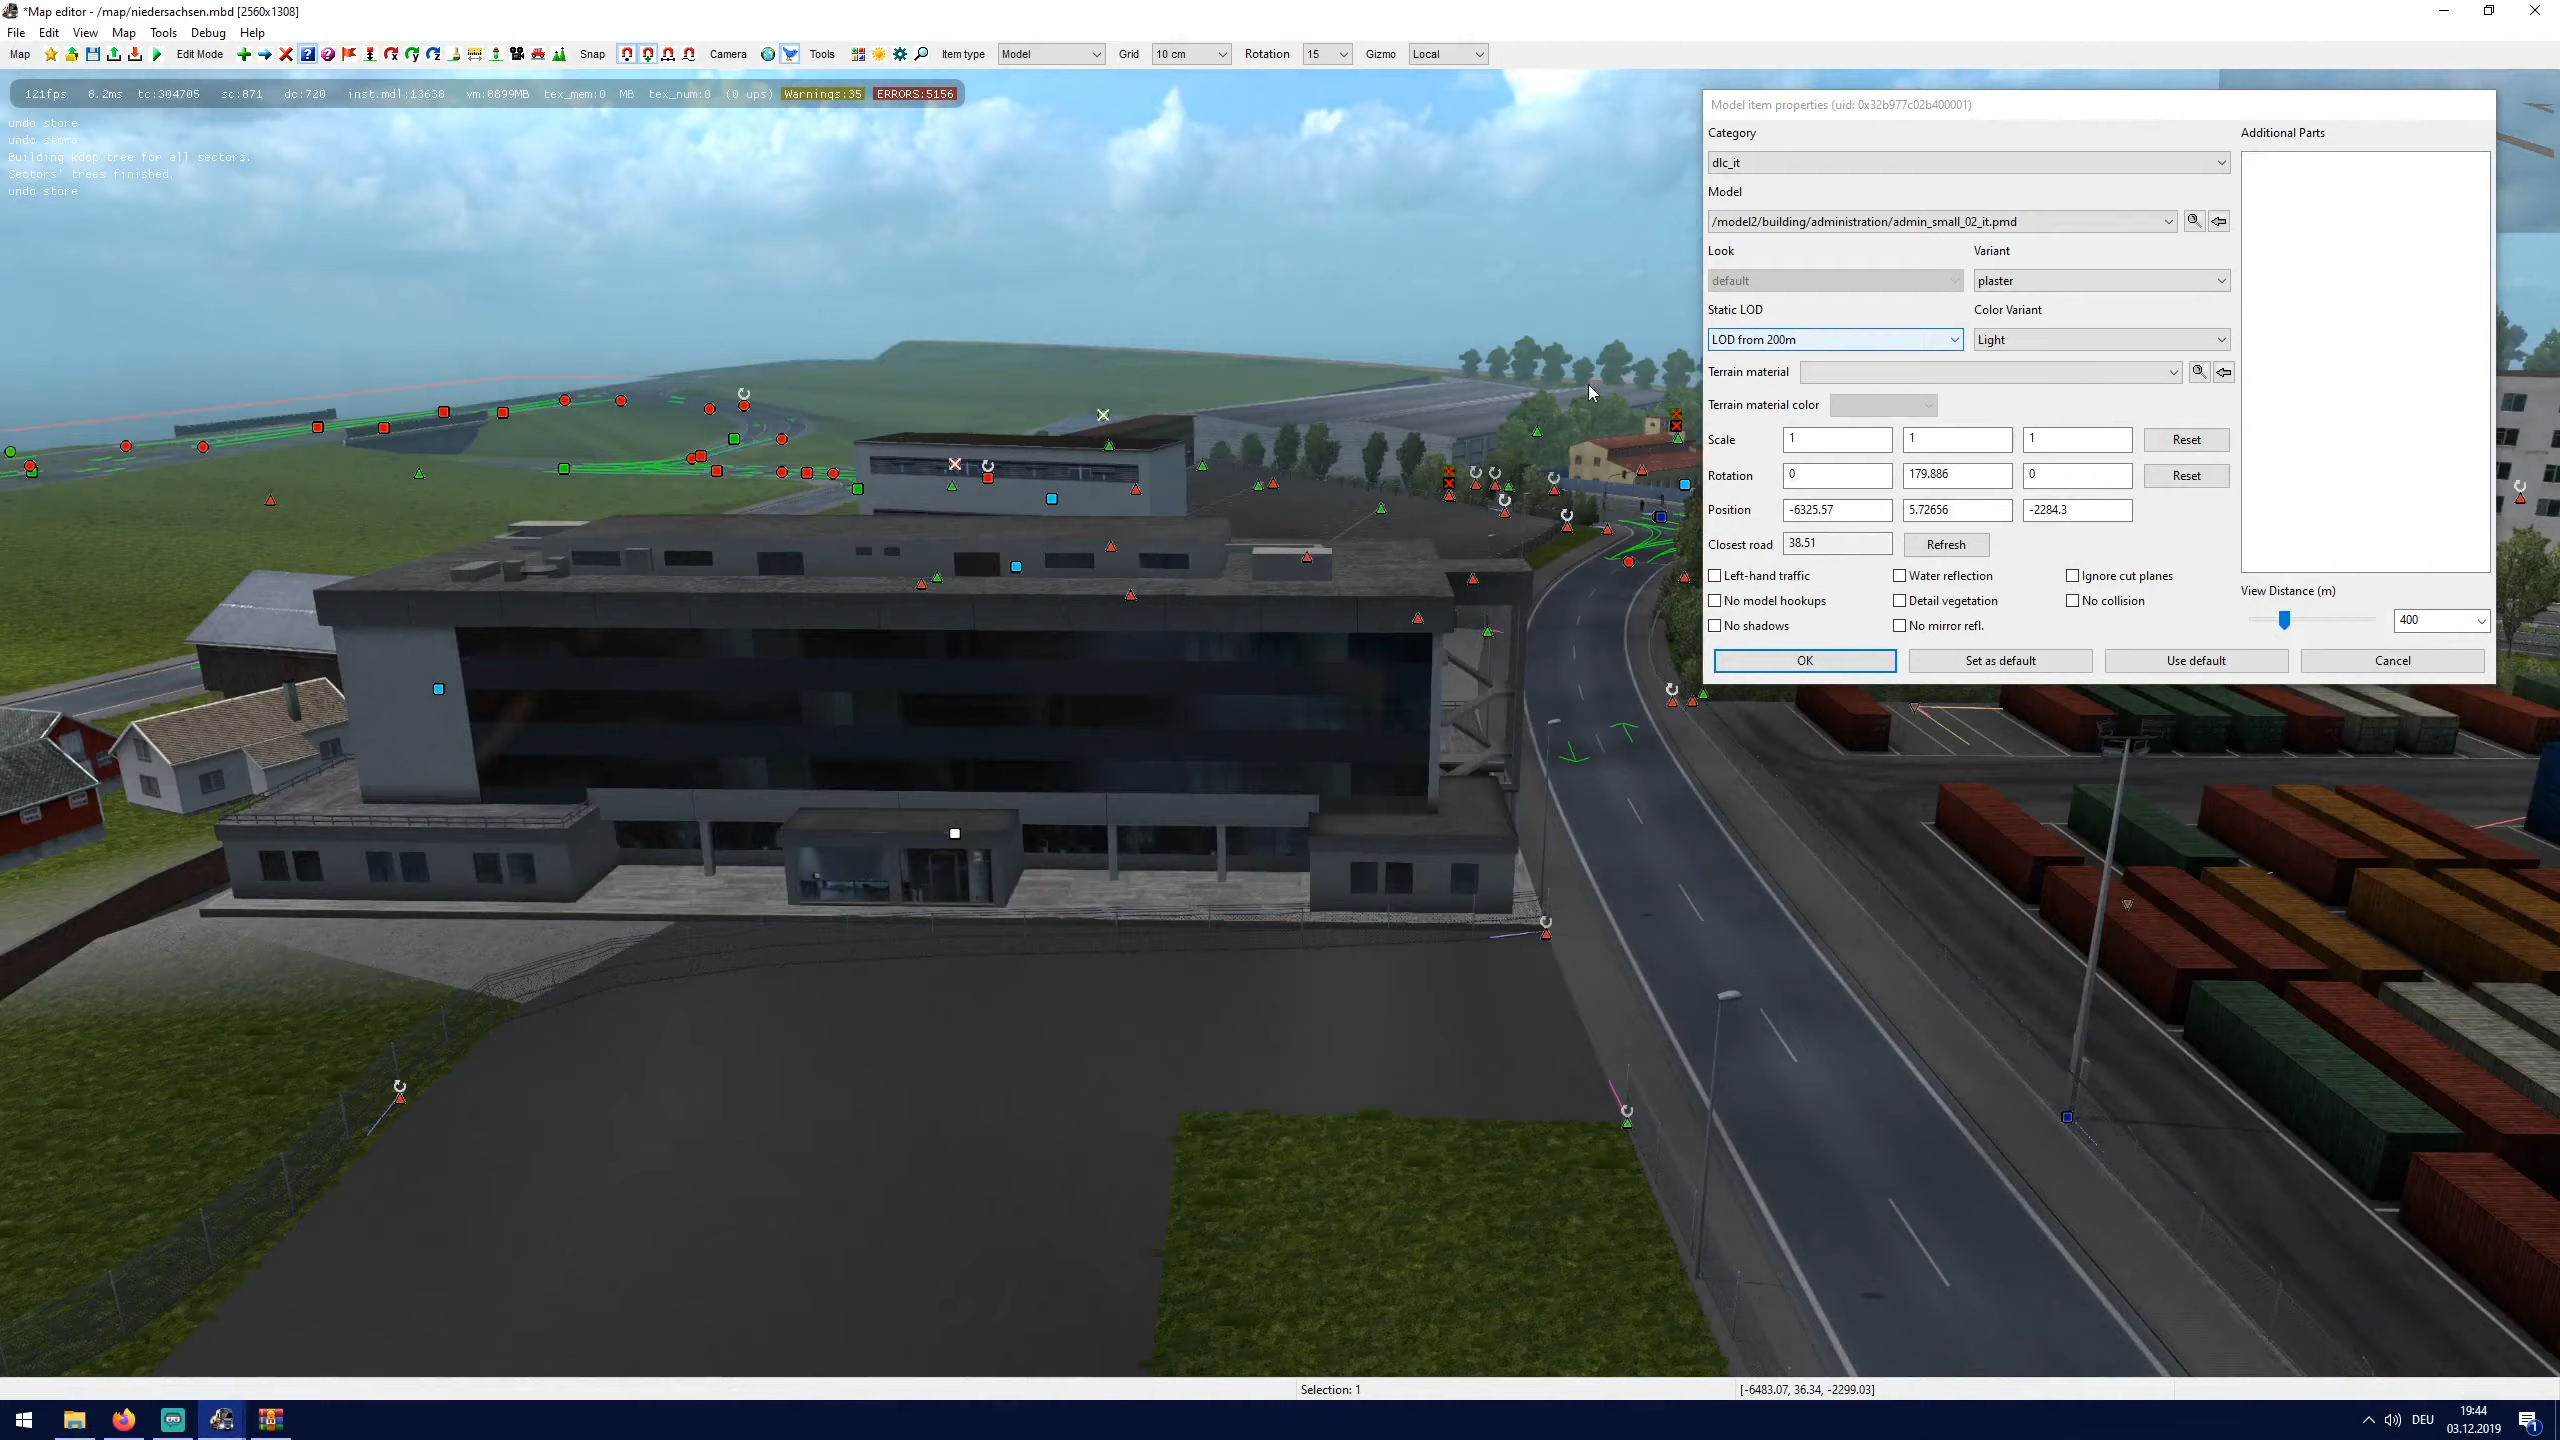 *Map editor - /map/niedersachsen.mbd [2560x1308]
File Edit View Map Tools Debug Help
Map Edit Mode Snap Camera Tools Item type Model Grid 10 cm Rotation 15 Gizmo Local
121fps 8.2ms tc:304705 sc:871 dc:720 inst.mdl:13638 vm:8899MB tex_mem:0 MB tex_num:0 (0 ups) Warnings:35 ERRORS:5156
undo store
undo store
Building kdop tree for all sectors.
Sectors' trees finished.
undo store
Model item properties (uid: 0x32b977c02b400001)
Category
Additional Parts
dlc_it
Model
/model2/building/administration/admin_small_02_it.pmd
Look Variant
default plaster
Static LOD Color Variant
LOD from 200m Light
Terrain material
Terrain material color
Scale 1 1 1 Reset
Rotation 0 179.886 0 Reset
Position -6325.57 5.72656 -2284.3
Closest road 38.51 Refresh
Left-hand traffic Water reflection Ignore cut planes
View Distance (m)
No model hookups Detail vegetation No collision
400
No shadows No mirror refl.
OK Set as default Use default Cancel
Selection: 1 [-6483.07, 36.34, -2299.03]
DEU
19:44
03.12.2019
1